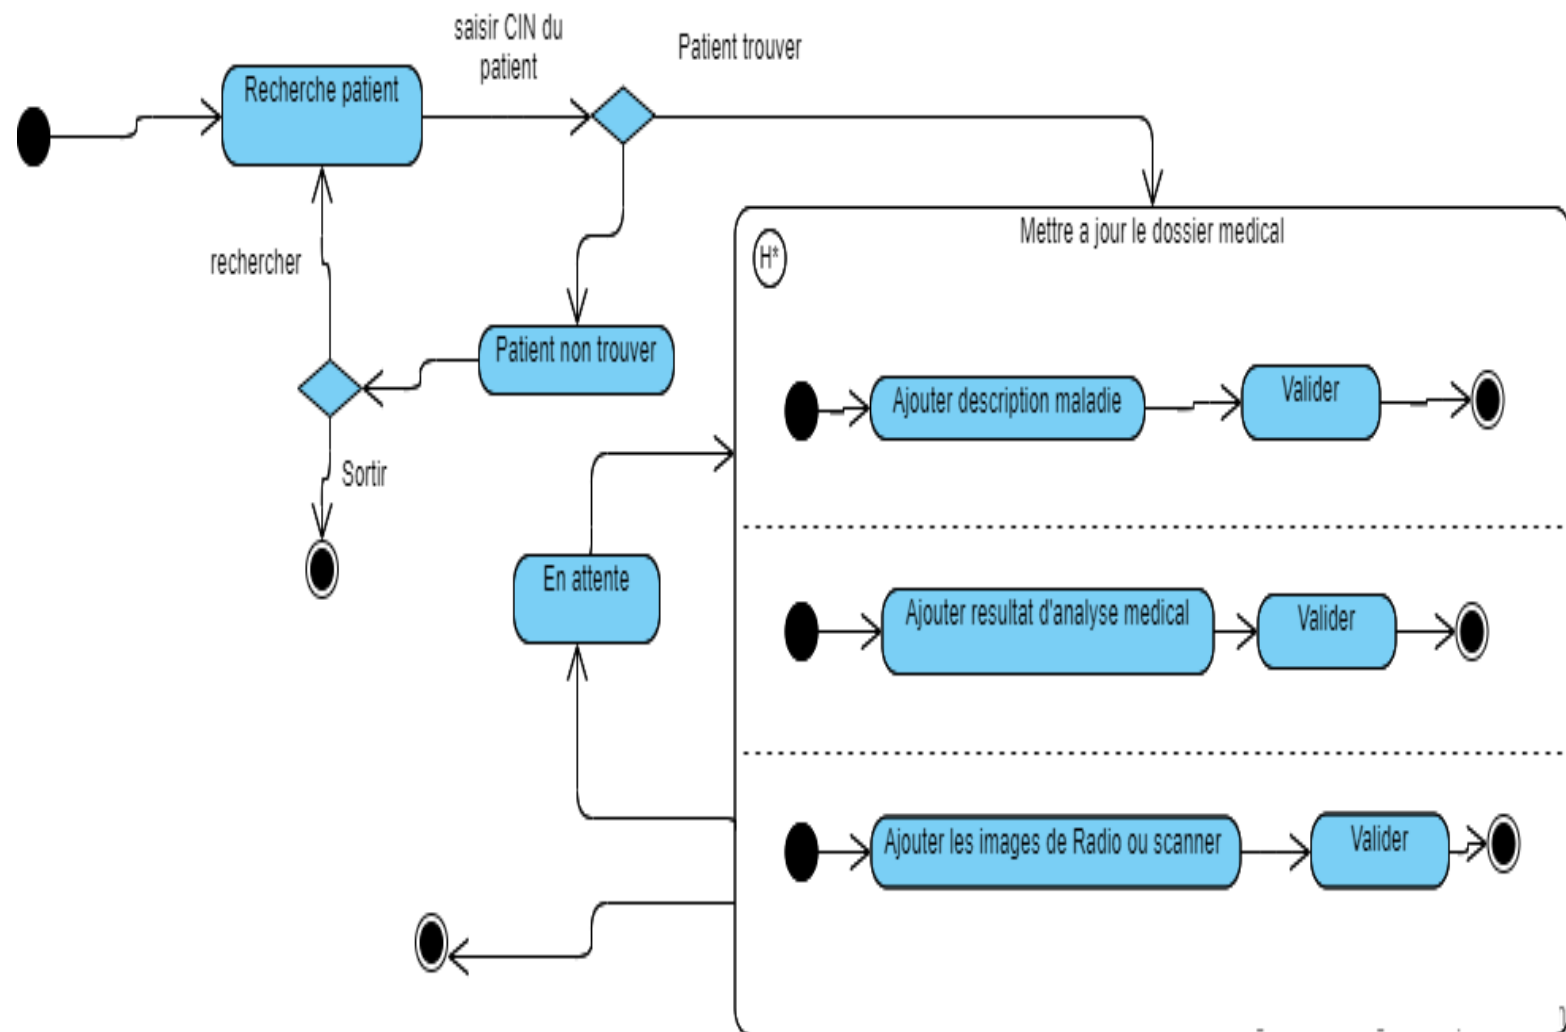 saisir CIN du
patient
Patient trouver
Recherche patient
Mettre a jour le dossier medical
H*
rechercher
Patient non trouver
Ajouter description maladie
Valider
Sortir
En attente
Ajouter resultat d'analyse medical
Valider
Ajouter les images de Radio ou scanner
Valider